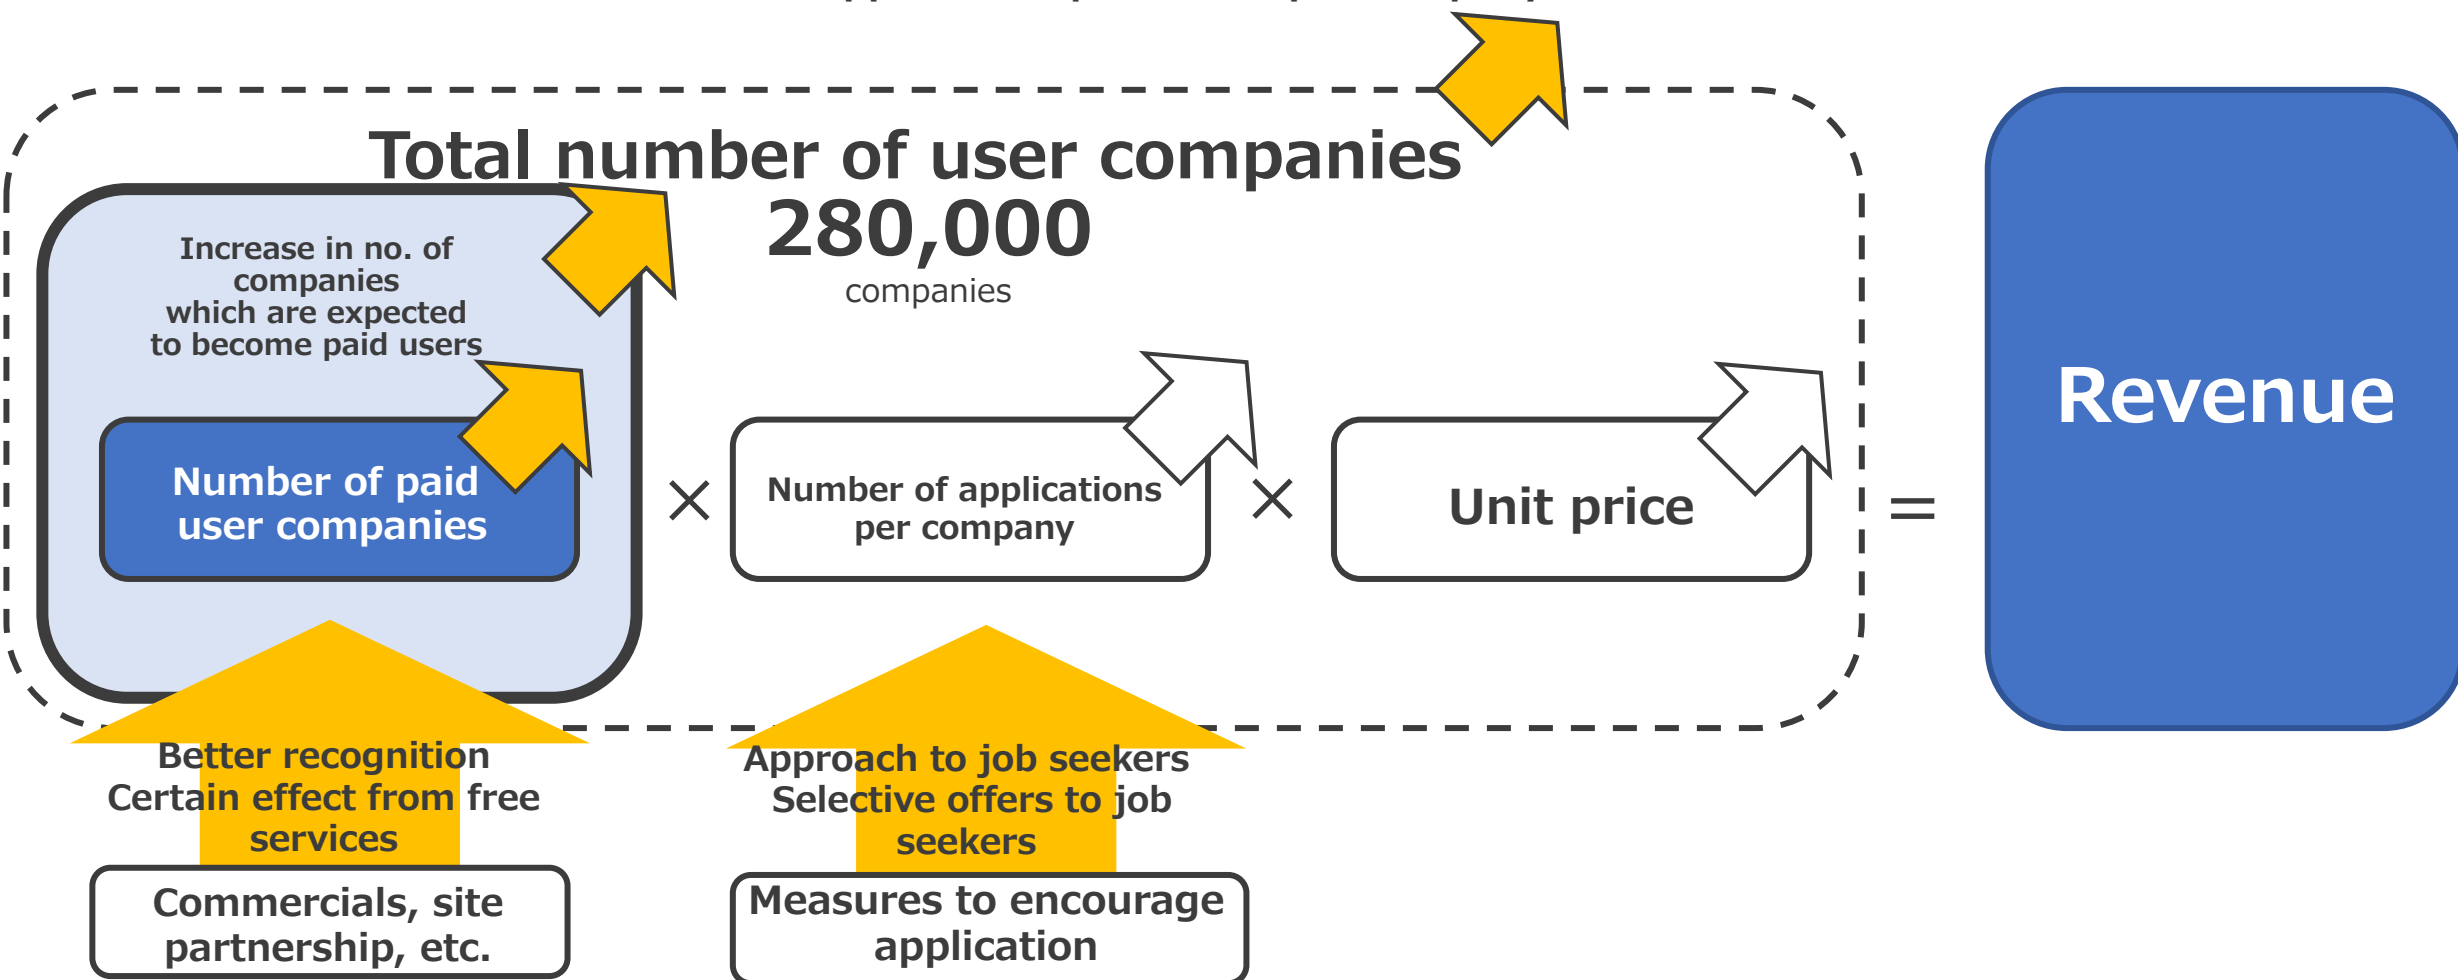 Total number of user companies
280,000
companies
Increase in no. of
companies
which are expected
to become paid users
Number of paid
user companies
×
Number of applications
per company
×
Unit price
=
Revenue
Better recognition
Certain effect from free
services
Approach to job seekers
Selective offers to job
seekers
Commercials, site
partnership, etc.
Measures to encourage
application